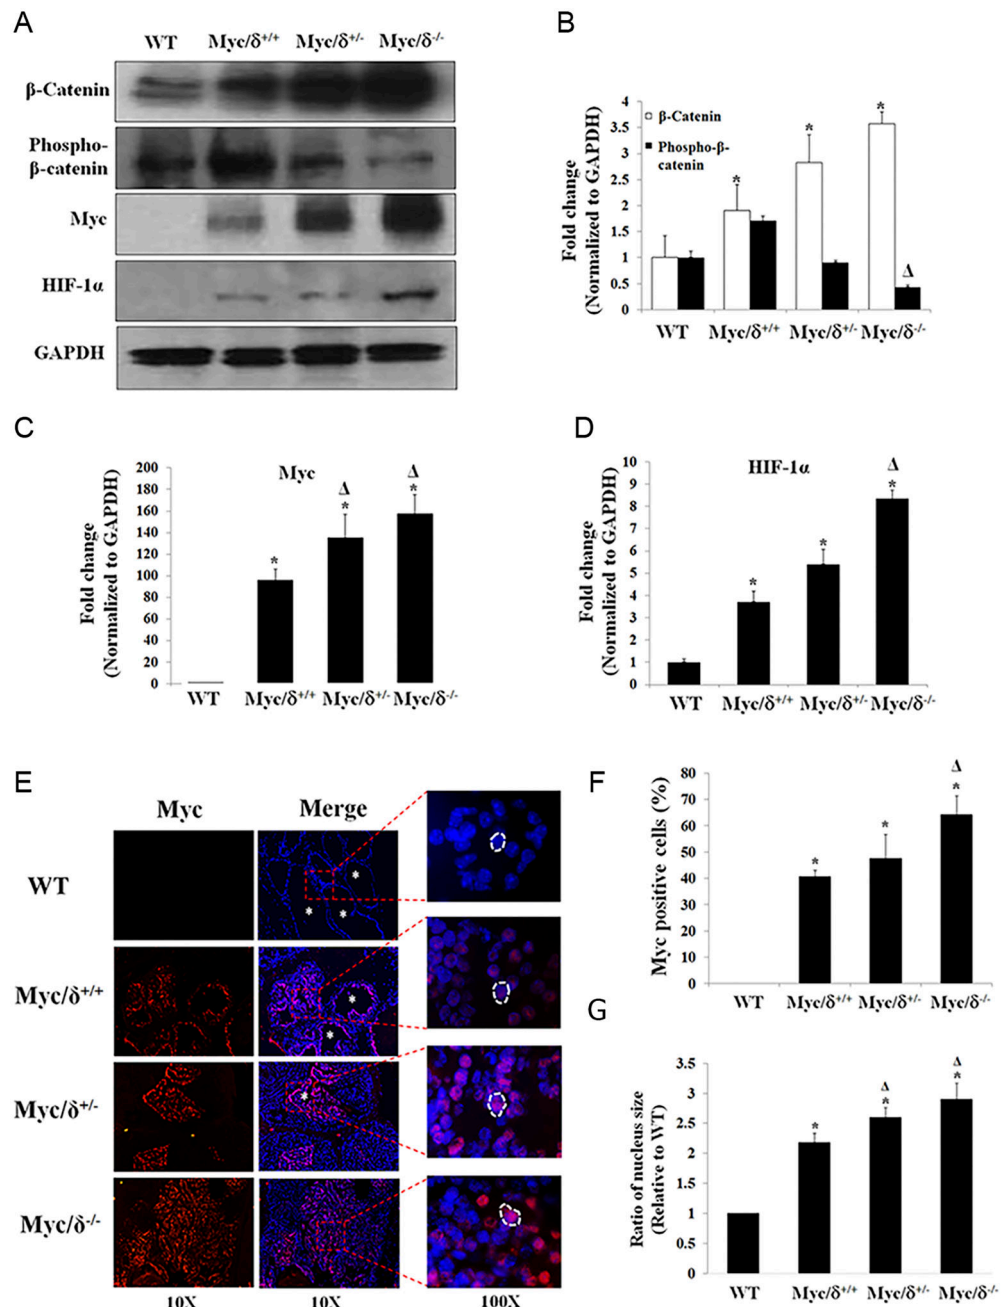 A
WT Myc/δ+/+ Myc/δ+/- Myc/δ-/-
β-Catenin
Phospho-
β-catenin
Myc
HIF-1α
GAPDH
B
Fold change
(Normalized to GAPDH)
4
3.5
3
2.5
2
1.5
1
0.5
0
β-Catenin
Phospho-β-
catenin
*
*
*
Δ
WT Myc/δ+/+ Myc/δ+/- Myc/δ-/-
C
Fold change
(Normalized to GAPDH)
200
180
160
140
120
100
80
60
40
20
0
Myc
*
Δ
*
Δ
*
WT Myc/δ+/+ Myc/δ+/- Myc/δ-/-
D
Fold change
(Normalized to GAPDH)
10
9
8
7
6
5
4
3
2
1
0
HIF-1α
*
*
Δ
*
WT Myc/δ+/+ Myc/δ+/- Myc/δ-/-
E
Myc Merge
WT
* * *
Myc/δ+/+
* *
Myc/δ+/-
*
Myc/δ-/-
10X 10X 100X
F
Myc positive cells (%)
80
70
60
50
40
30
20
10
0
*
*
Δ
*
WT Myc/δ+/+ Myc/δ+/- Myc/δ-/-
G
Ratio of nucleus size
(Relative to WT)
3.5
3
2.5
2
1.5
1
0.5
0
*
Δ
*
Δ
*
WT Myc/δ+/+ Myc/δ+/- Myc/δ-/-